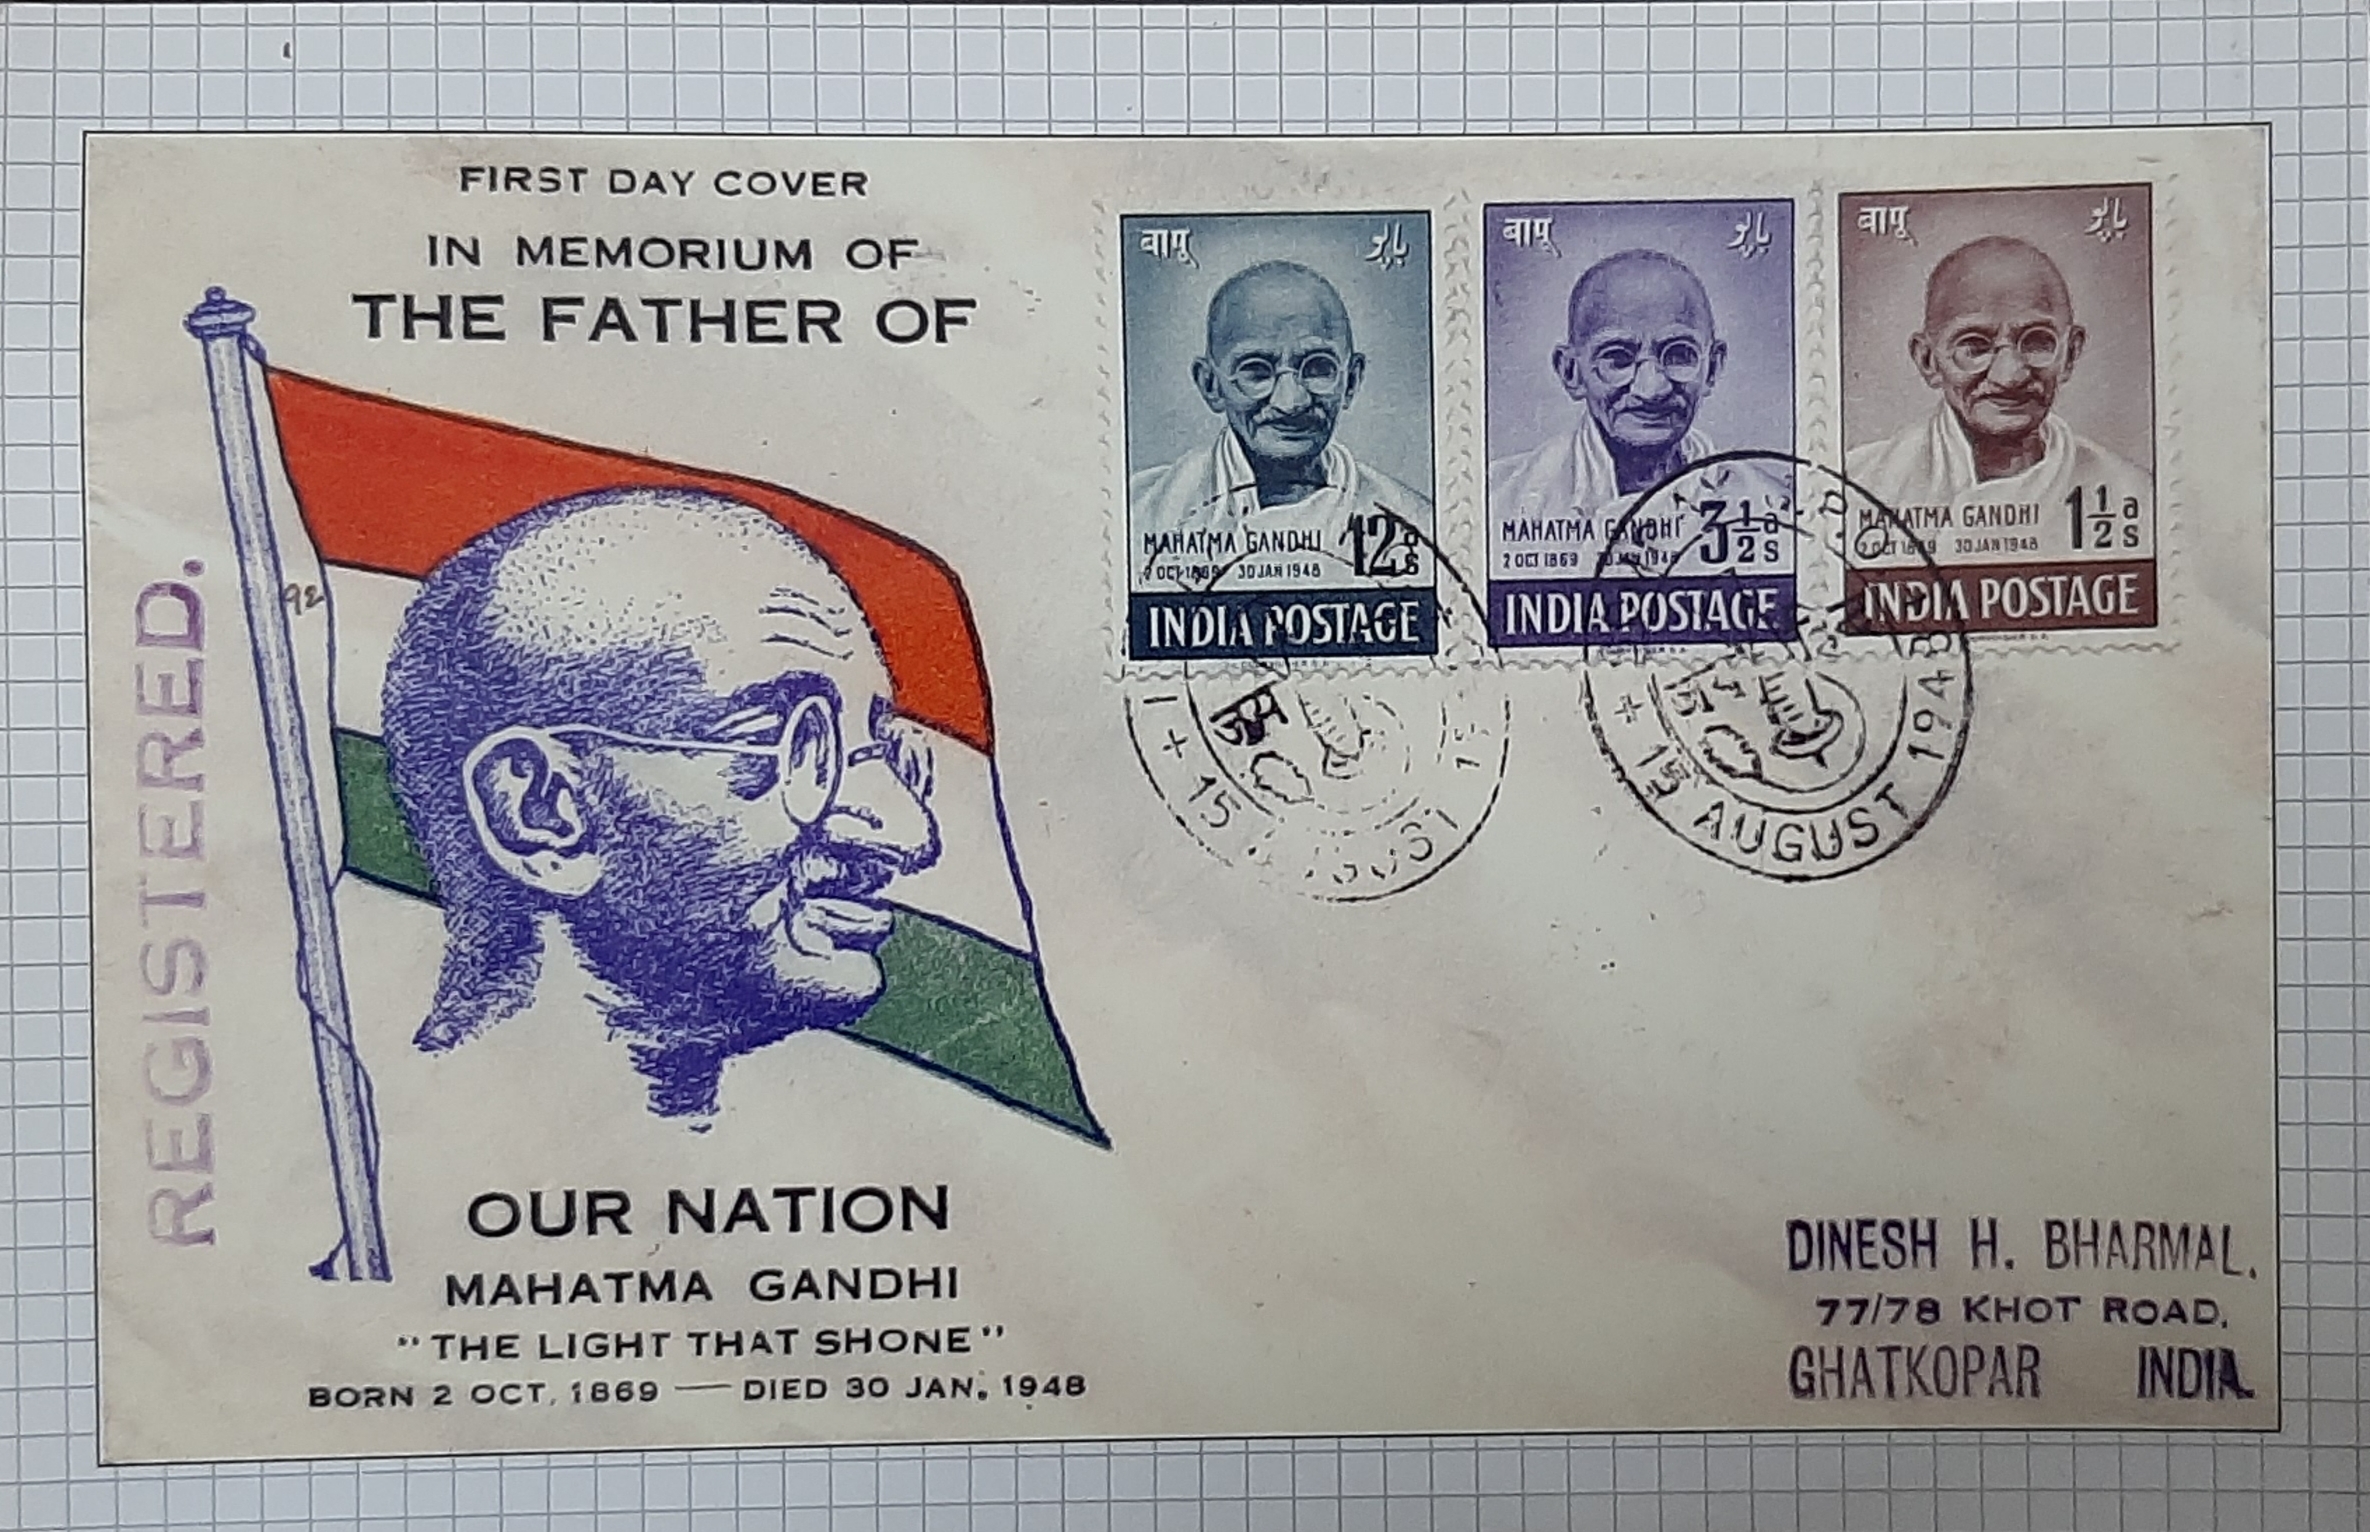 FIRST DAY COVER
IN MEMORIUM OF
THE FATHER OF
REGISTERED.
९६
OUR NATION
MAHATMA GANDHI
"THE LIGHT THAT SHONE"
BORN 2 OCT, 1869 — DIED 30 JAN, 1948
बापू باپو
MAHATMA GANDHI 12 as
2 OCT 1869 30 JAN 1948
INDIA POSTAGE
बापू باپو
MAHATMA GANDHI 3½ as
2 OCT 1869 30 JAN 1948
INDIA POSTAGE
बापू باپو
MAHATMA GANDHI 1½ as
2 OCT 1869 30 JAN 1948
INDIA POSTAGE
+ 15
+ 15 AUGUST 1948
DINESH H. BHARMAL.
77/78 KHOT ROAD,
GHATKOPAR INDIA.